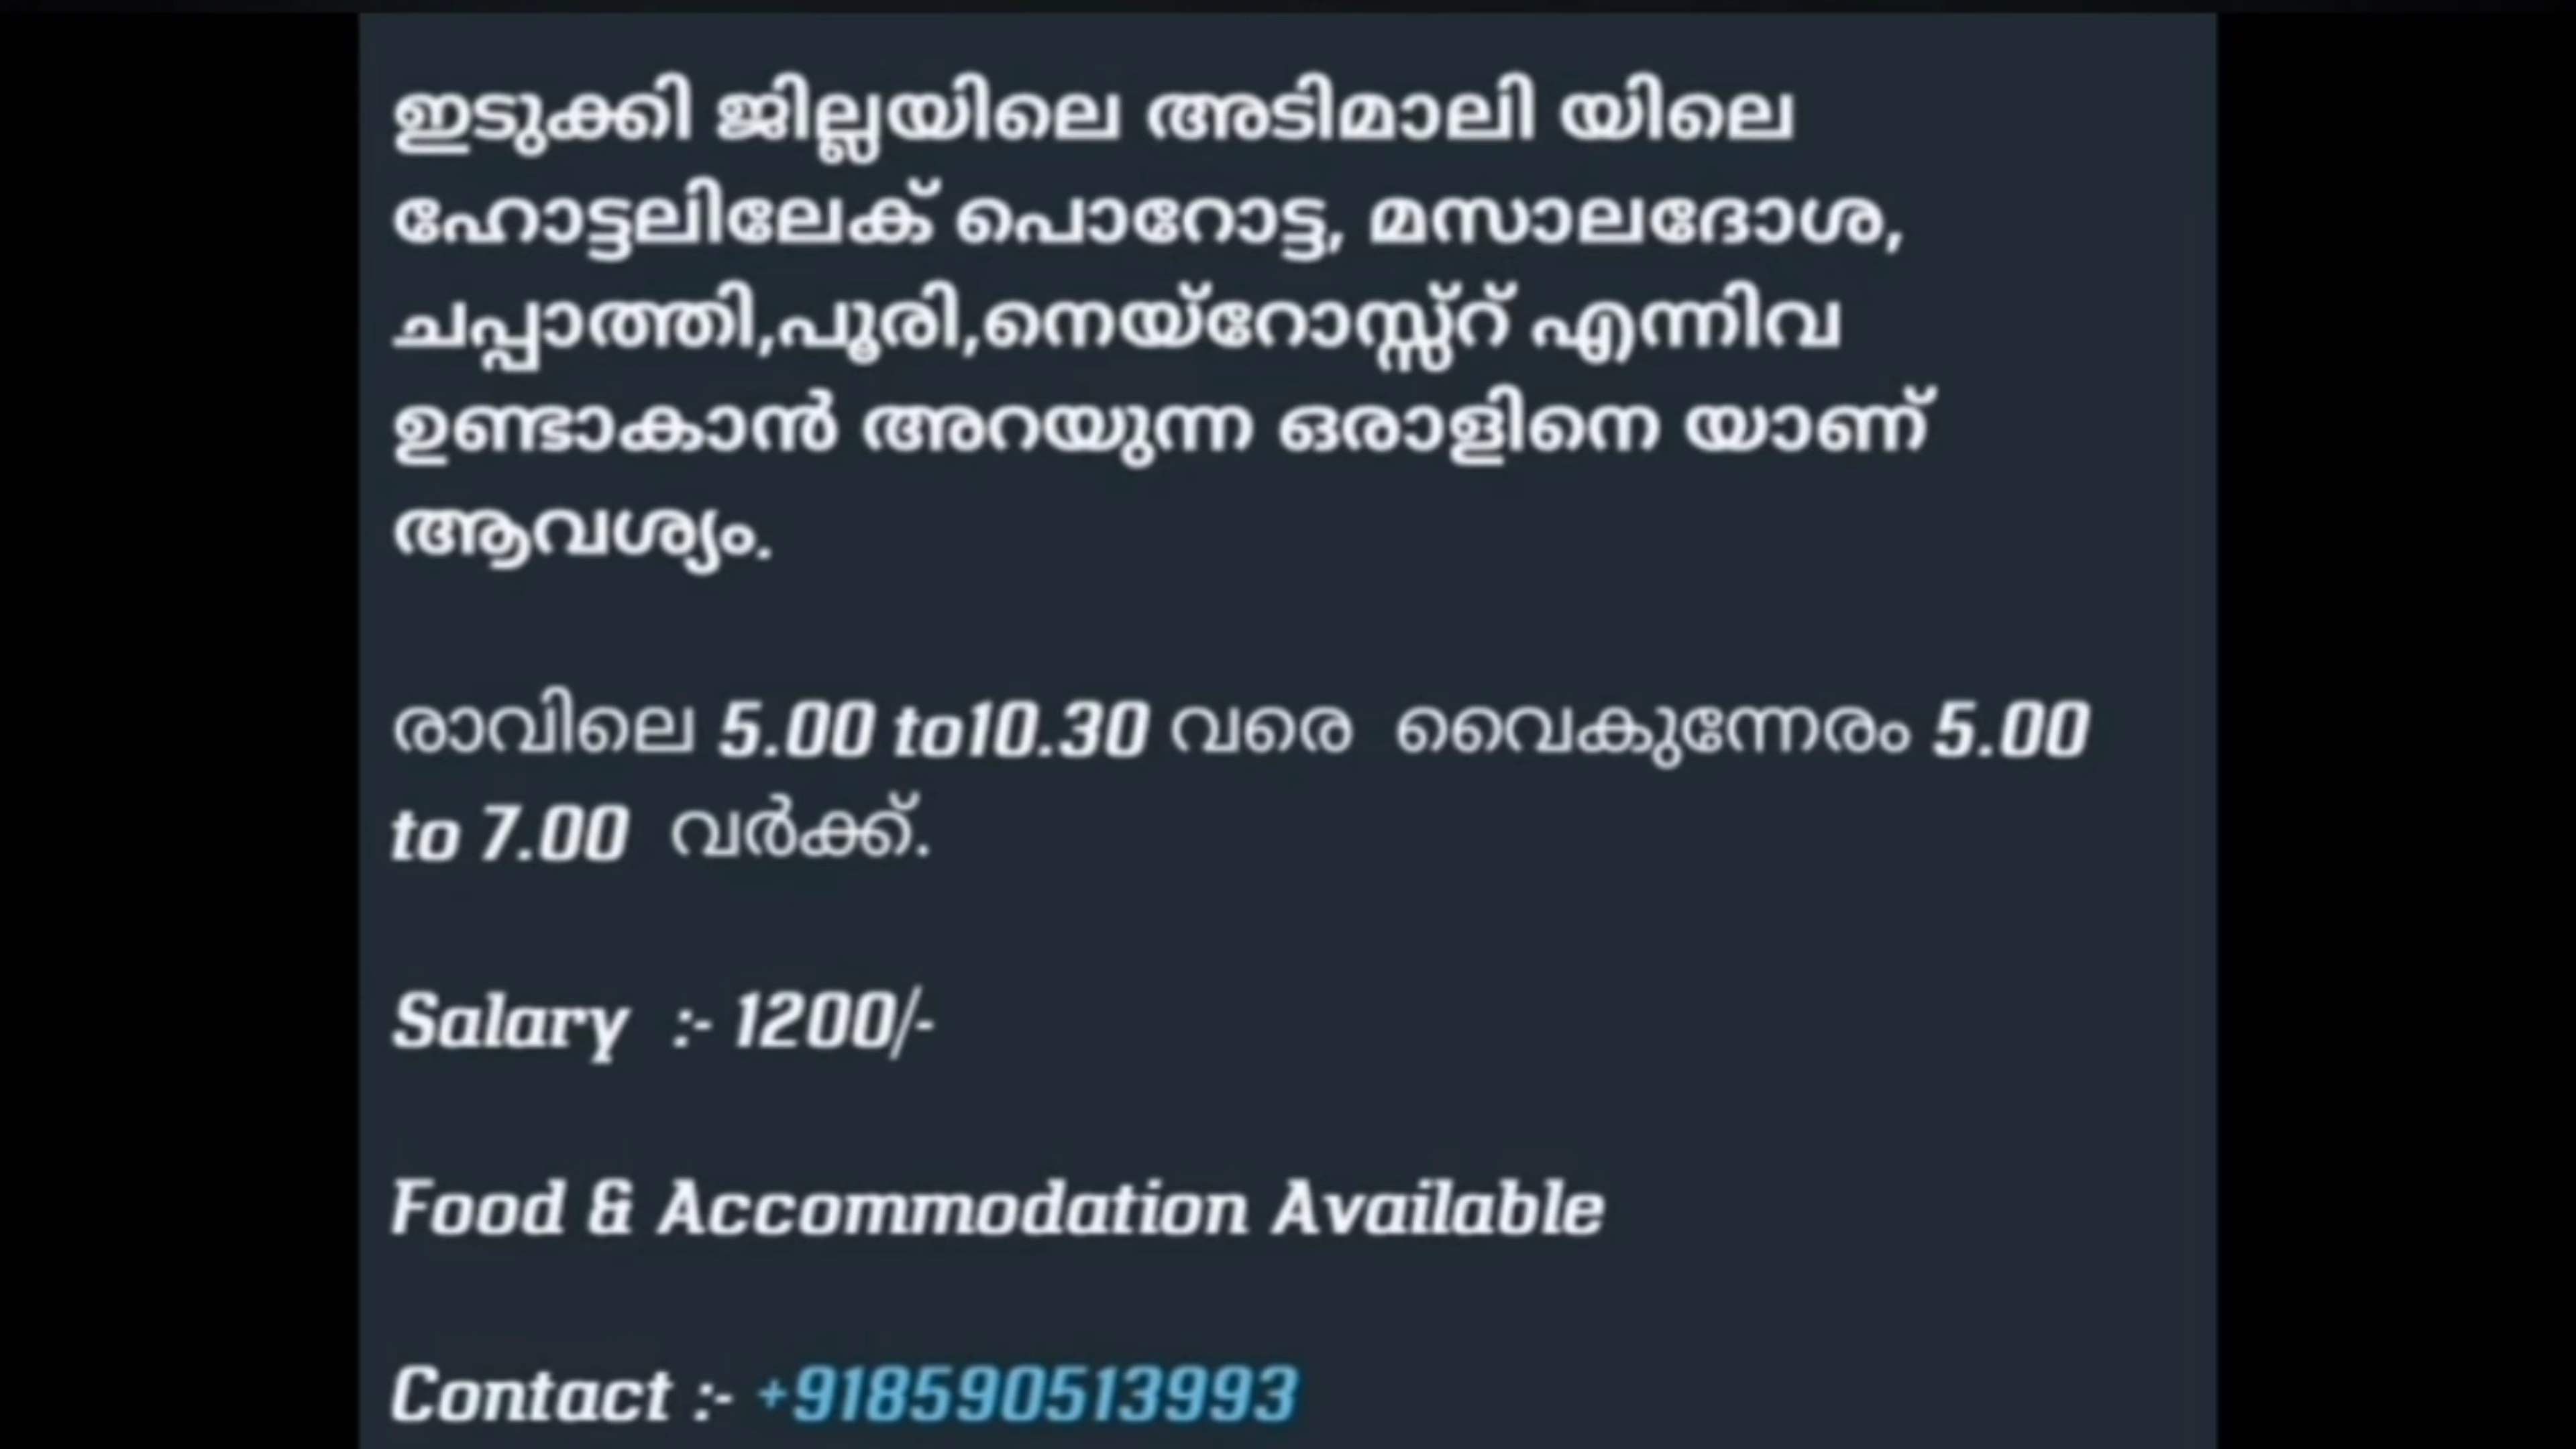 ഇടുക്കി ജില്ലയിലെ അടിമാലി യിലെ
ഹോട്ടലിലേക് പൊറോട്ട, മസാലദോശ,
ചപ്പാത്തി,പൂരി,നെയ്റോസ്സ്റ് എന്നിവ
ഉണ്ടാകാൻ അറയുന്ന ഒരാളിനെ യാണ്
ആവശ്യം.
രാവിലെ 5.00 to10.30 വരെ വൈകുന്നേരം 5.00
to 7.00 വർക്ക്.
Salary :- 1200/-
Food & Accommodation Available
Contact :- +918590513993